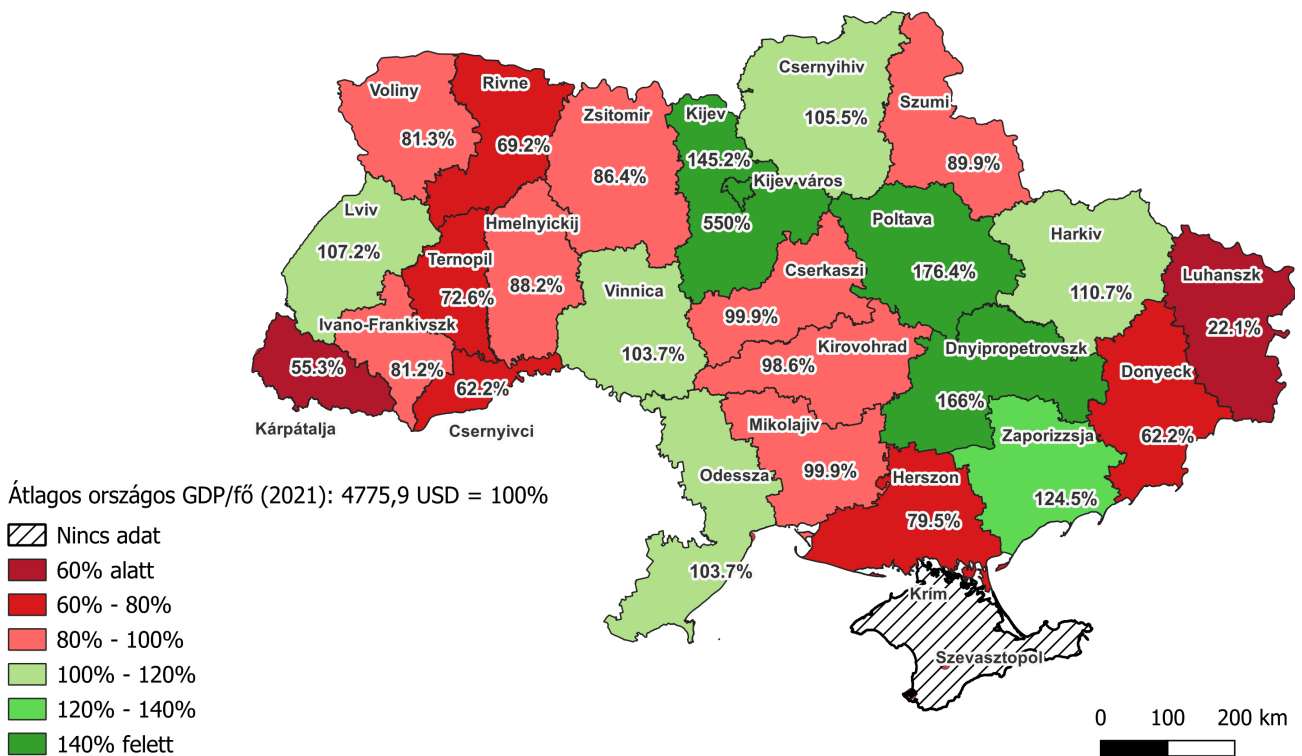 Csernyihiv
105.5%
Voliny
81.3%
Rivne
69.2%
Zsitomir
86.4%
Kijev
145.2%
Szumi
89.9%
Kijev-város
550%
Lviv
107.2%
Hmelnyickij
88.2%
Poltava
176.4%
Harkiv
110.7%
Ternopil
72.6%
Cserkaszi
99.9%
Luhanszk
22.1%
Vinnica
103.7%
Ivano-Frankivszk
81.2%
Kirovohrad
98.6%
Dnyipropetrovszk
166%
Donyeck
62.2%
55.3%
Kárpátalja
62.2%
Csernyivci
Mikolajiv
99.9%
Zaporizzsja
124.5%
Odessza
103.7%
Herszon
79.5%
Krím
Szevasztopol
Átlagos országos GDP/fő (2021): 4775,9 USD = 100%
Nincs adat
60% alatt
60% - 80%
80% - 100%
100% - 120%
120% - 140%
140% felett
0 100 200 km